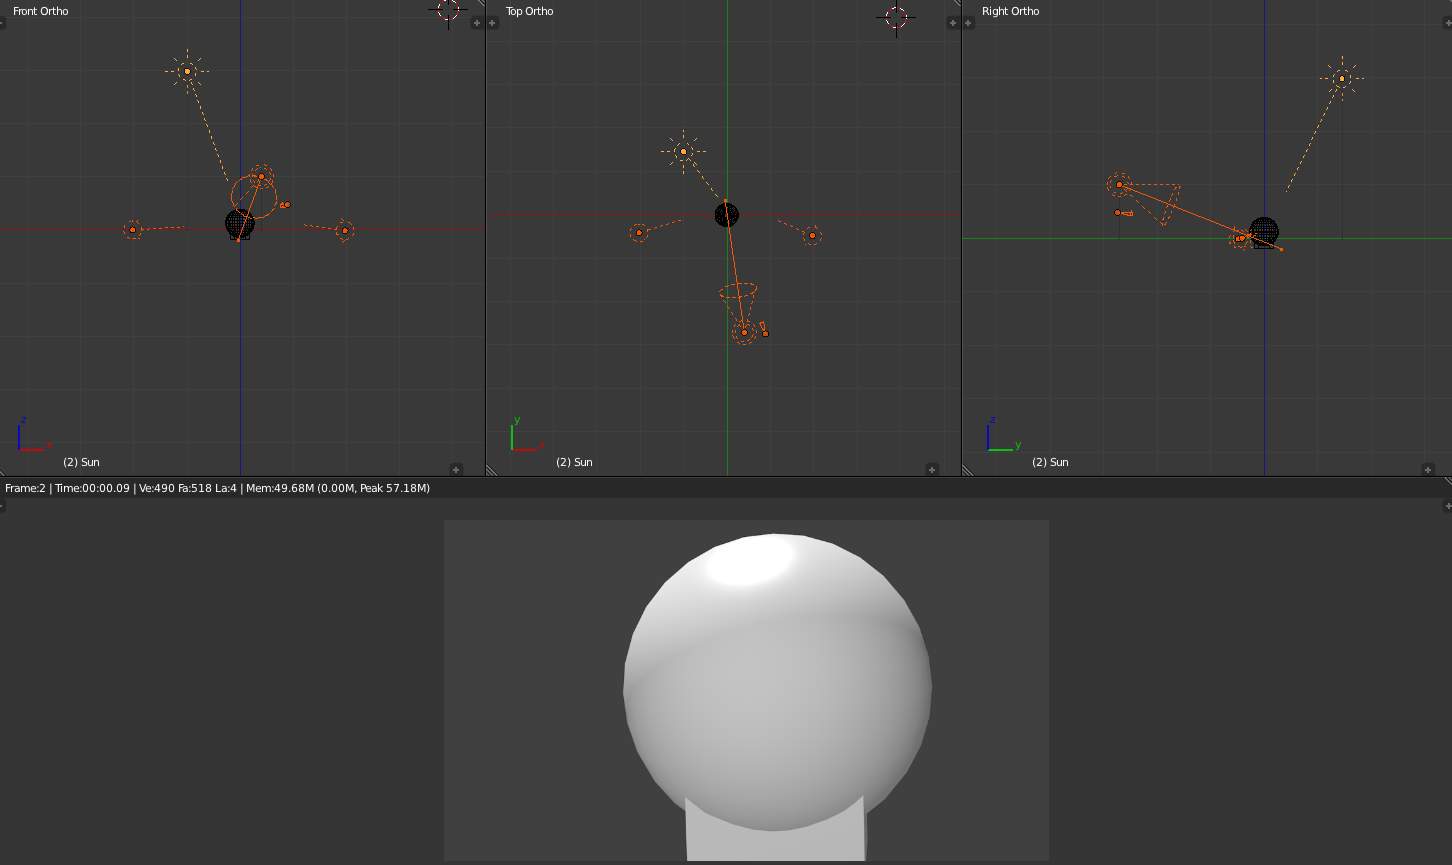 Front Ortho
Top Ortho
Right Ortho
z
x
(2) Sun
y
x
(2) Sun
z
y
(2) Sun
Frame:2 | Time:00:00.09 | Ve:490 Fa:518 La:4 | Mem:49.68M (0.00M, Peak 57.18M)